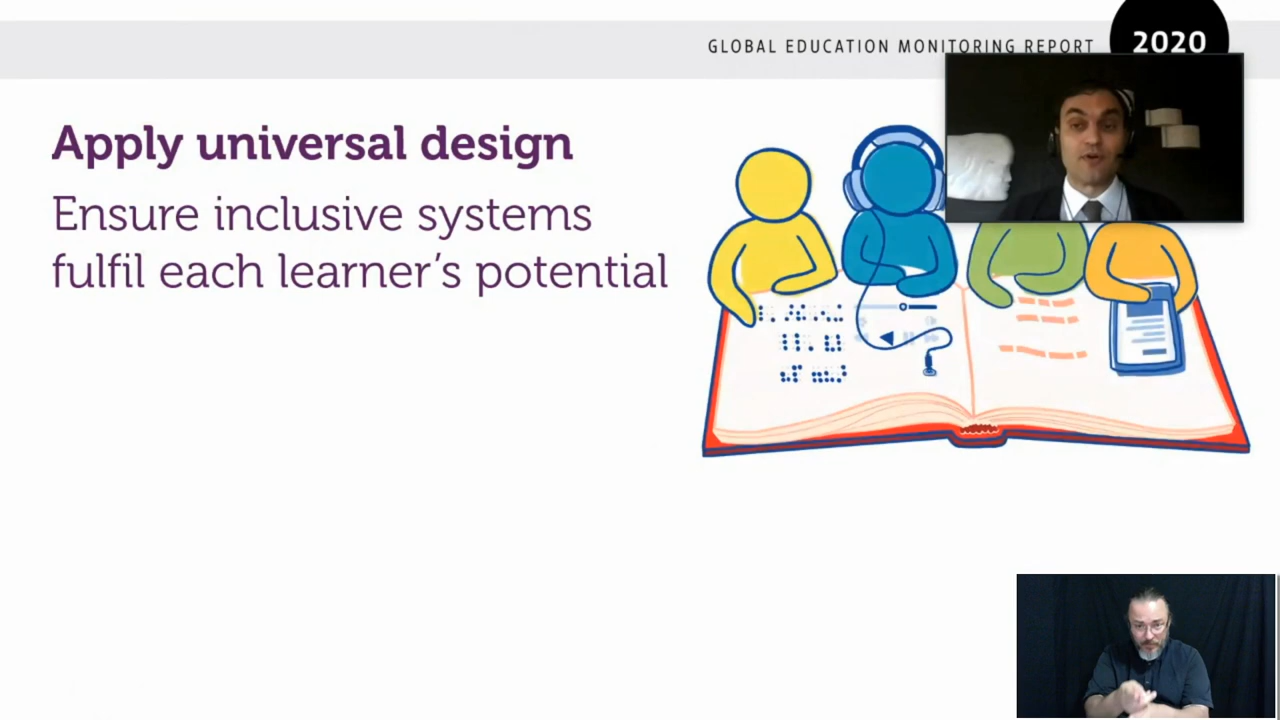 GLOBAL EDUCATION MONITORING REPORT 2020
Apply universal design
Ensure inclusive systems
fulfil each learner's potential